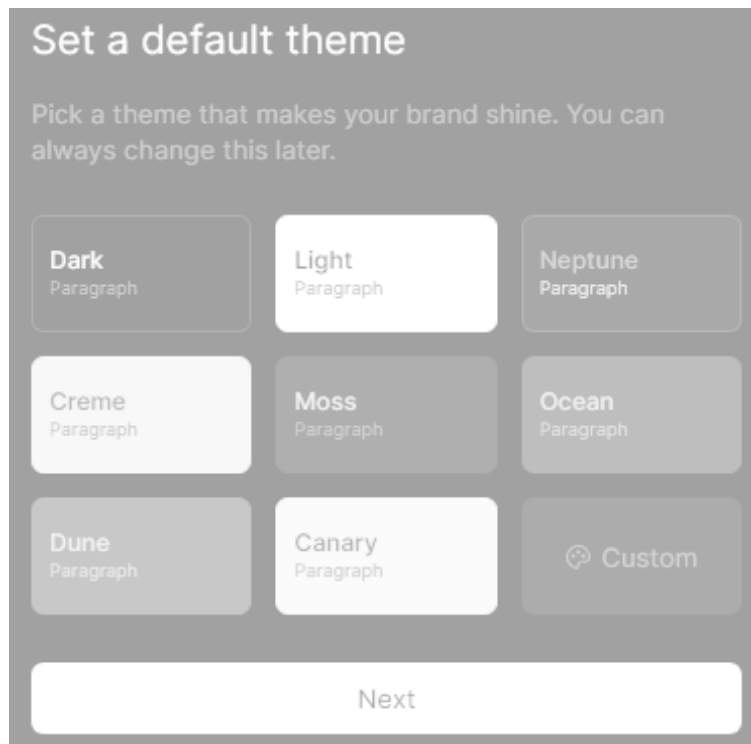 Set a default theme
Pick a theme that makes your brand shine. You can
always change this later.
Dark
Paragraph
Light
Paragraph
Neptune
Paragraph
Creme
Paragraph
Moss
Paragraph
Ocean
Paragraph
Dune
Paragraph
Canary
Paragraph
Custom
Next